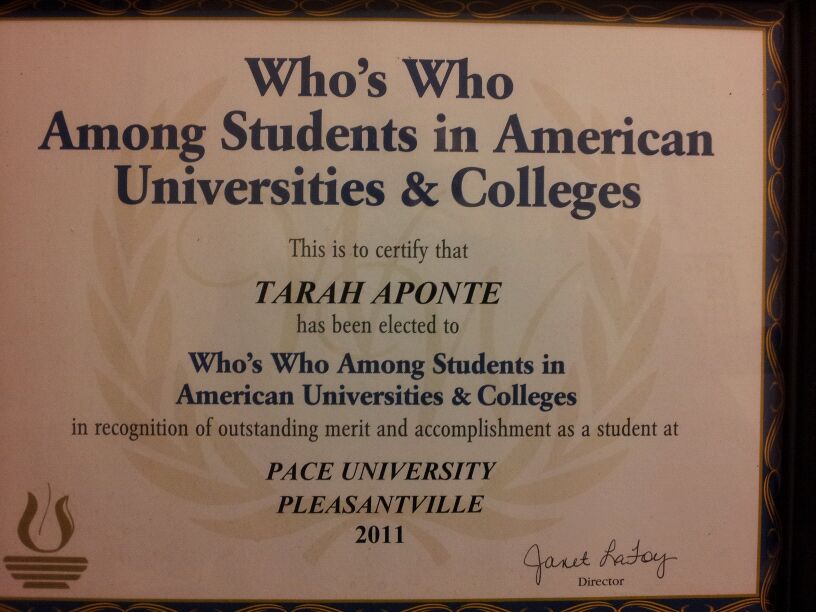 Who's Who
Among Students in American
Universities & Colleges
This is to certify that
TARAH APONTE
has been elected to
Who's Who Among Students in
American Universities & Colleges
in recognition of outstanding merit and accomplishment as a student at
PACE UNIVERSITY
PLEASANTVILLE
2011
Janet LaFoy
Director